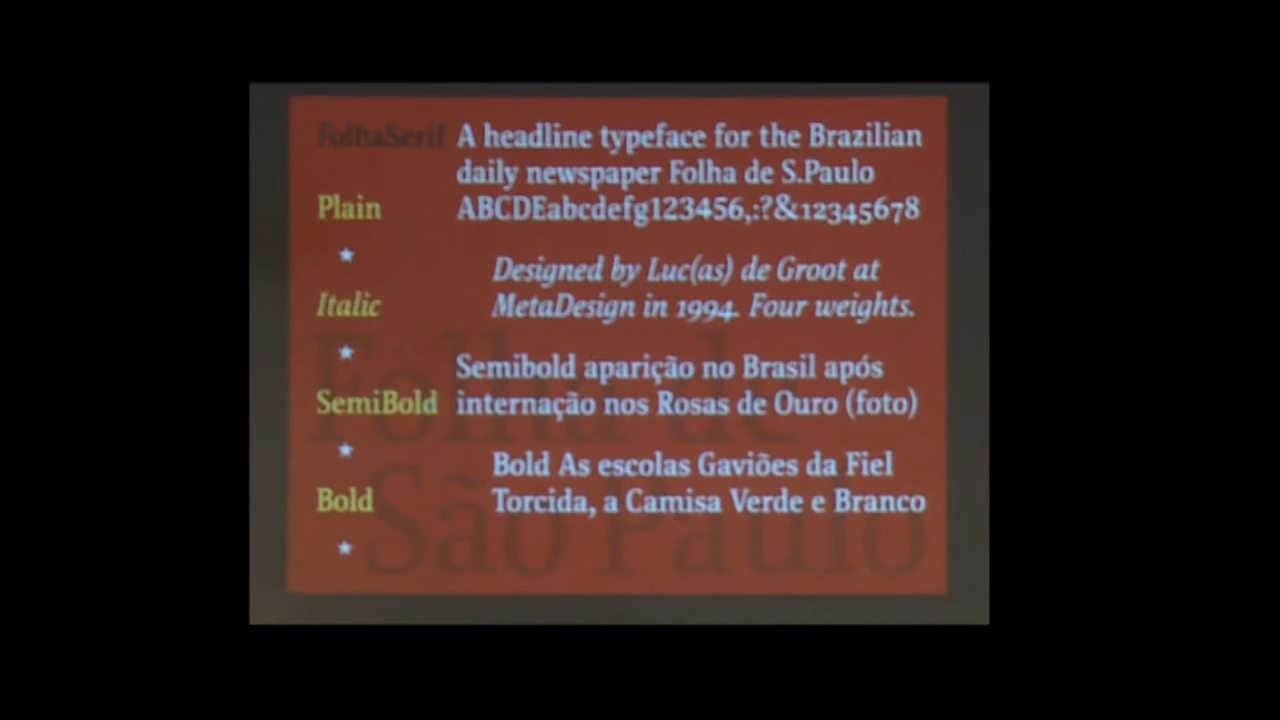 FolhaSerif A headline typeface for the Brazilian
daily newspaper Folha de S.Paulo
Plain ABCDEabcdefg123456,:?&12345678
★
Designed by Luc(as) de Groot at
Italic MetaDesign in 1994. Four weights.
★
Semibold aparição no Brasil após
SemiBold internação nos Rosas de Ouro (foto)
★
Bold As escolas Gaviões da Fiel
Bold Torcida, a Camisa Verde e Branco
★
Folha de
São Paulo